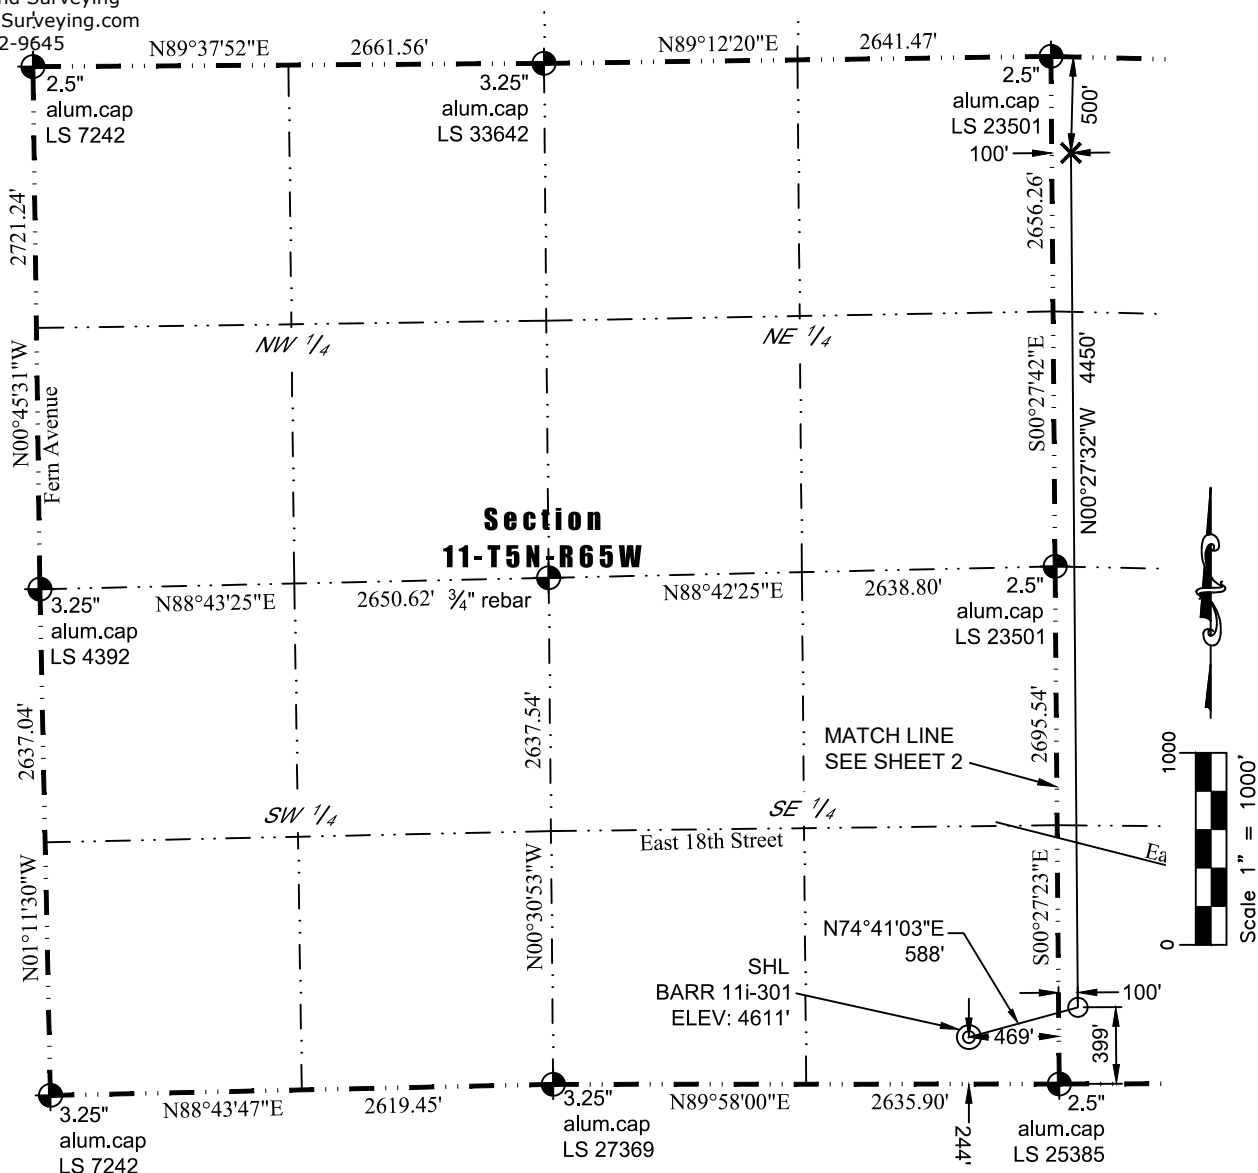 nd Surveying
Surveying.com
2-9645
N89°37'52"E 2661.56'
N89°12'20"E 2641.47'
2.5"
alum.cap
LS 7242
3.25"
alum.cap
LS 33642
2.5"
alum.cap
LS 23501
500'
100'
2721.24'
2656.26'
NW 1/4
NE 1/4
N00°45'31"W
Fern Avenue
S00°27'42"E
N00°27'32"W 4450'
Section
11-T5N-R65W
3.25"
alum.cap
LS 4392
N88°43'25"E 2650.62' ¾" rebar
N88°42'25"E 2638.80'
2.5"
alum.cap
LS 23501
2637.04'
2637.54'
2695.54'
MATCH LINE
SEE SHEET 2
SW 1/4
SE 1/4
East 18th Street
Ea
N01°11'30"W
N00°30'53"W
S00°27'23"E
N74°41'03"E
588'
SHL
BARR 11i-301
ELEV: 4611'
469'
100'
399'
244'
3.25"
alum.cap
LS 7242
N88°43'47"E 2619.45'
3.25"
alum.cap
LS 27369
N89°58'00"E 2635.90'
2.5"
alum.cap
LS 25385
1000
0
Scale 1" = 1000'